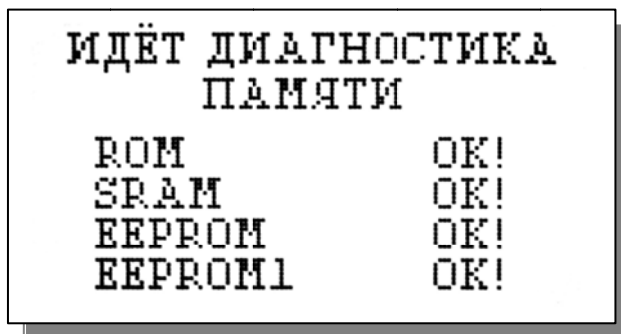 ИДЁТ ДИАГНОСТИКА
ПАМЯТИ
ROM OK!
SRAM OK!
EEPROM OK!
EEPROM1 OK!